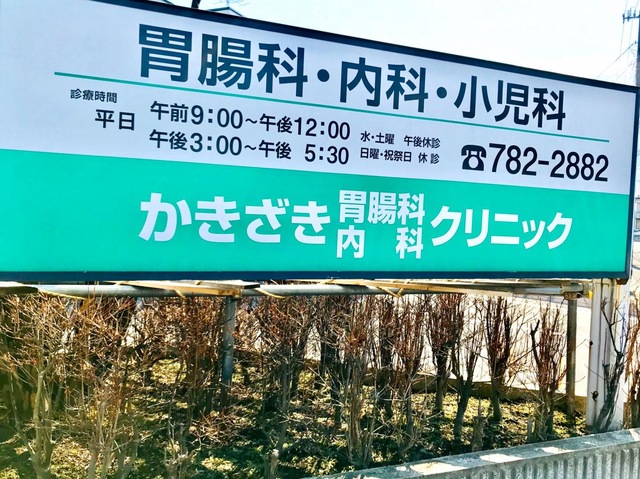 胃腸科・内科・小児科
診療時間
平日 午前9:00～午後12:00 水・土曜 午後休診
午後3:00～午後 5:30 日曜・祝祭日 休診
☎782-2882
かきざき胃腸科内科クリニック